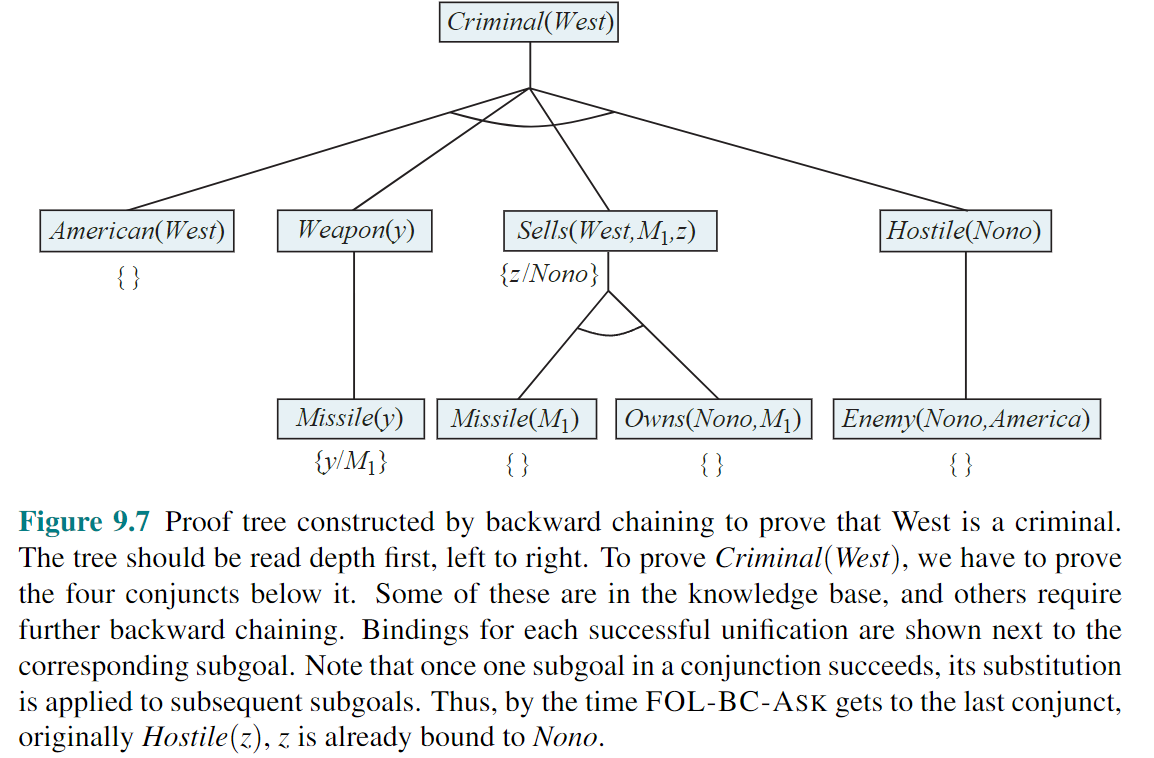 Criminal(West)
American(West) Weapon(y) Sells(West,M₁,z) Hostile(Nono)
{ } {z/Nono}
Missile(y) Missile(M₁) Owns(Nono,M₁) Enemy(Nono,America)
{y/M₁} { } { } { }
Figure 9.7 Proof tree constructed by backward chaining to prove that West is a criminal.
The tree should be read depth first, left to right. To prove Criminal(West), we have to prove
the four conjuncts below it. Some of these are in the knowledge base, and others require
further backward chaining. Bindings for each successful unification are shown next to the
corresponding subgoal. Note that once one subgoal in a conjunction succeeds, its substitution
is applied to subsequent subgoals. Thus, by the time FOL-BC-ASK gets to the last conjunct,
originally Hostile(z), z is already bound to Nono.